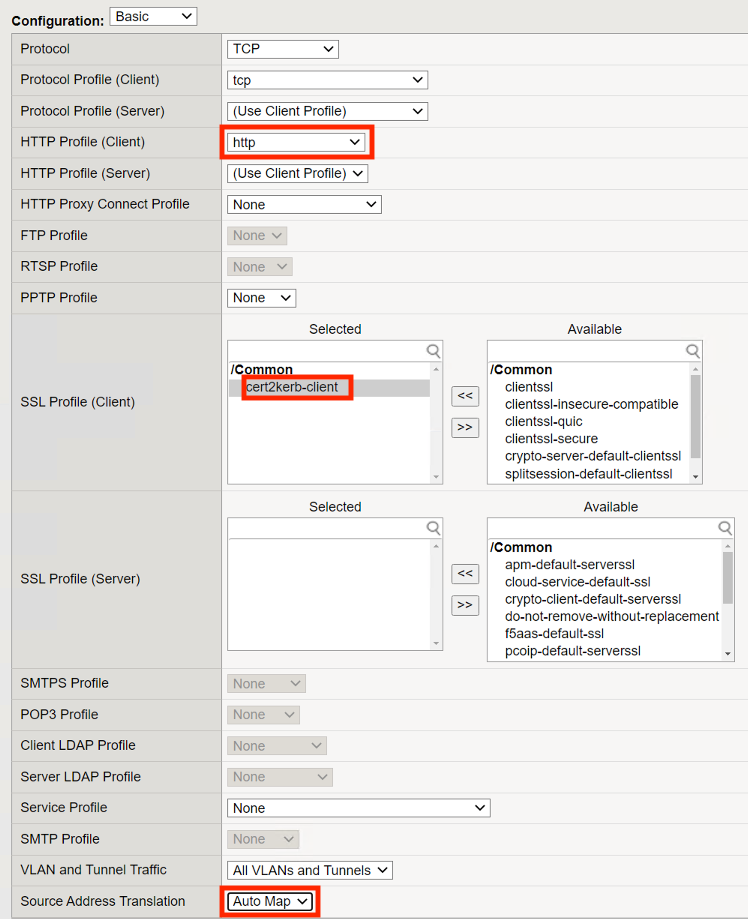 Configuration: Basic
Protocol TCP
Protocol Profile (Client) tcp
Protocol Profile (Server) (Use Client Profile)
HTTP Profile (Client) http
HTTP Profile (Server) (Use Client Profile)
HTTP Proxy Connect Profile None
FTP Profile None
RTSP Profile None
PPTP Profile None
SSL Profile (Client)
Selected
/Common
cert2kerb-client
<<
>>
Available
/Common
clientssl
clientssl-insecure-compatible
clientssl-quic
clientssl-secure
crypto-server-default-clientssl
splitsession-default-clientssl
SSL Profile (Server)
Selected
<<
>>
Available
/Common
apm-default-serverssl
cloud-service-default-ssl
crypto-client-default-serverssl
do-not-remove-without-replacement
f5aas-default-ssl
pcoip-default-serverssl
SMTPS Profile None
POP3 Profile None
Client LDAP Profile None
Server LDAP Profile None
Service Profile None
SMTP Profile None
VLAN and Tunnel Traffic All VLANs and Tunnels
Source Address Translation Auto Map